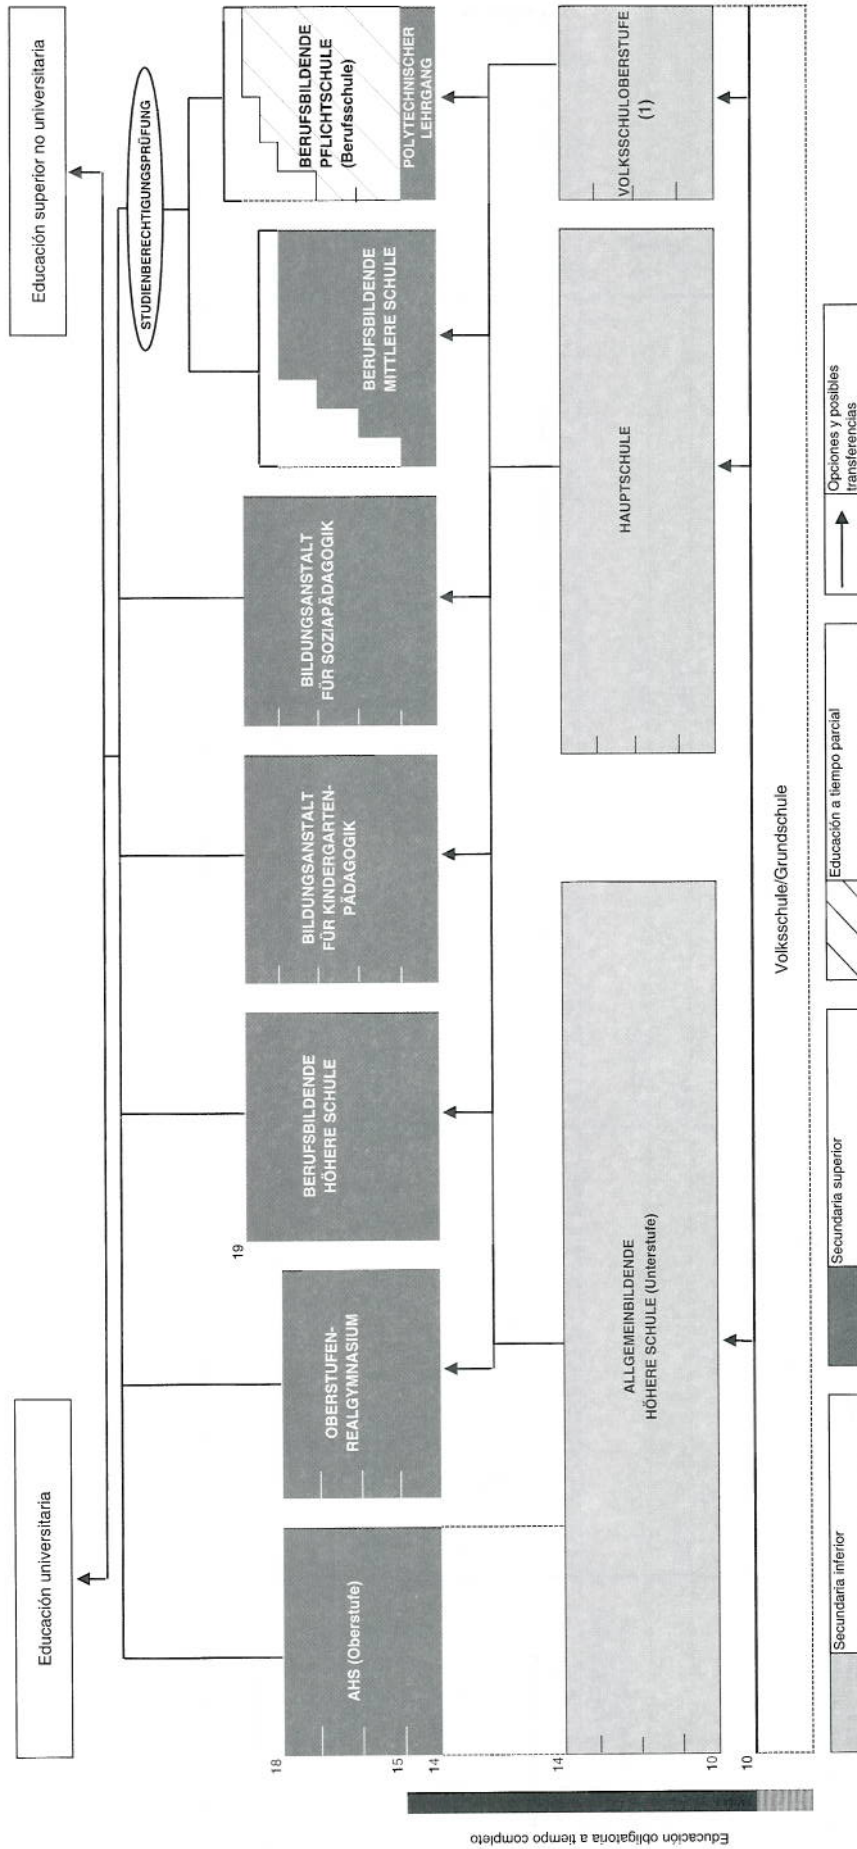 Educación universitaria
Educación superior no universitaria
STUDIENBERECHTIGUNGSPRÜFUNG
19
18
15
14
AHS (Oberstufe)
OBERSTUFEN-
REALGYMNASIUM
BERUFSBILDENDE
HÖHERE SCHULE
BILDUNGSANSTALT
FÜR KINDERGARTEN-
PÄDAGOGIK
BILDUNGSANSTALT
FÜR SOZIAPÄDAGOGIK
BERUFSBILDENDE
MITTLERE SCHULE
BERUFSBILDENDE
PFLICHTSCHULE
(Berufsschule)
POLYTECHNISCHER
LEHRGANG
14
10
10
ALLGEMEINBILDENDE
HÖHERE SCHULE (Unterstufe)
HAUPTSCHULE
VOLKSSCHULOBERSTUFE
(1)
Volksschule/Grundschule
Educación obligatoria a tiempo completo
Secundaria inferior
Secundaria superior
Educación a tiempo parcial
Opciones y posibles
transferencias